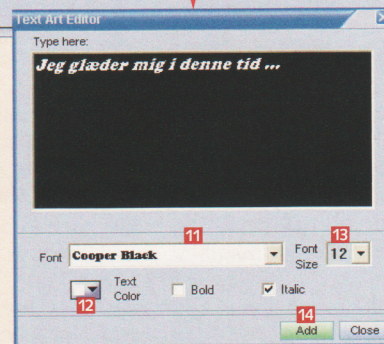 Text Art Editor
Type here:
Jeg glæder mig i denne tid ...
11
13
Font Cooper Black Font Size 12
12
Text Color Bold Italic
14
Add Close